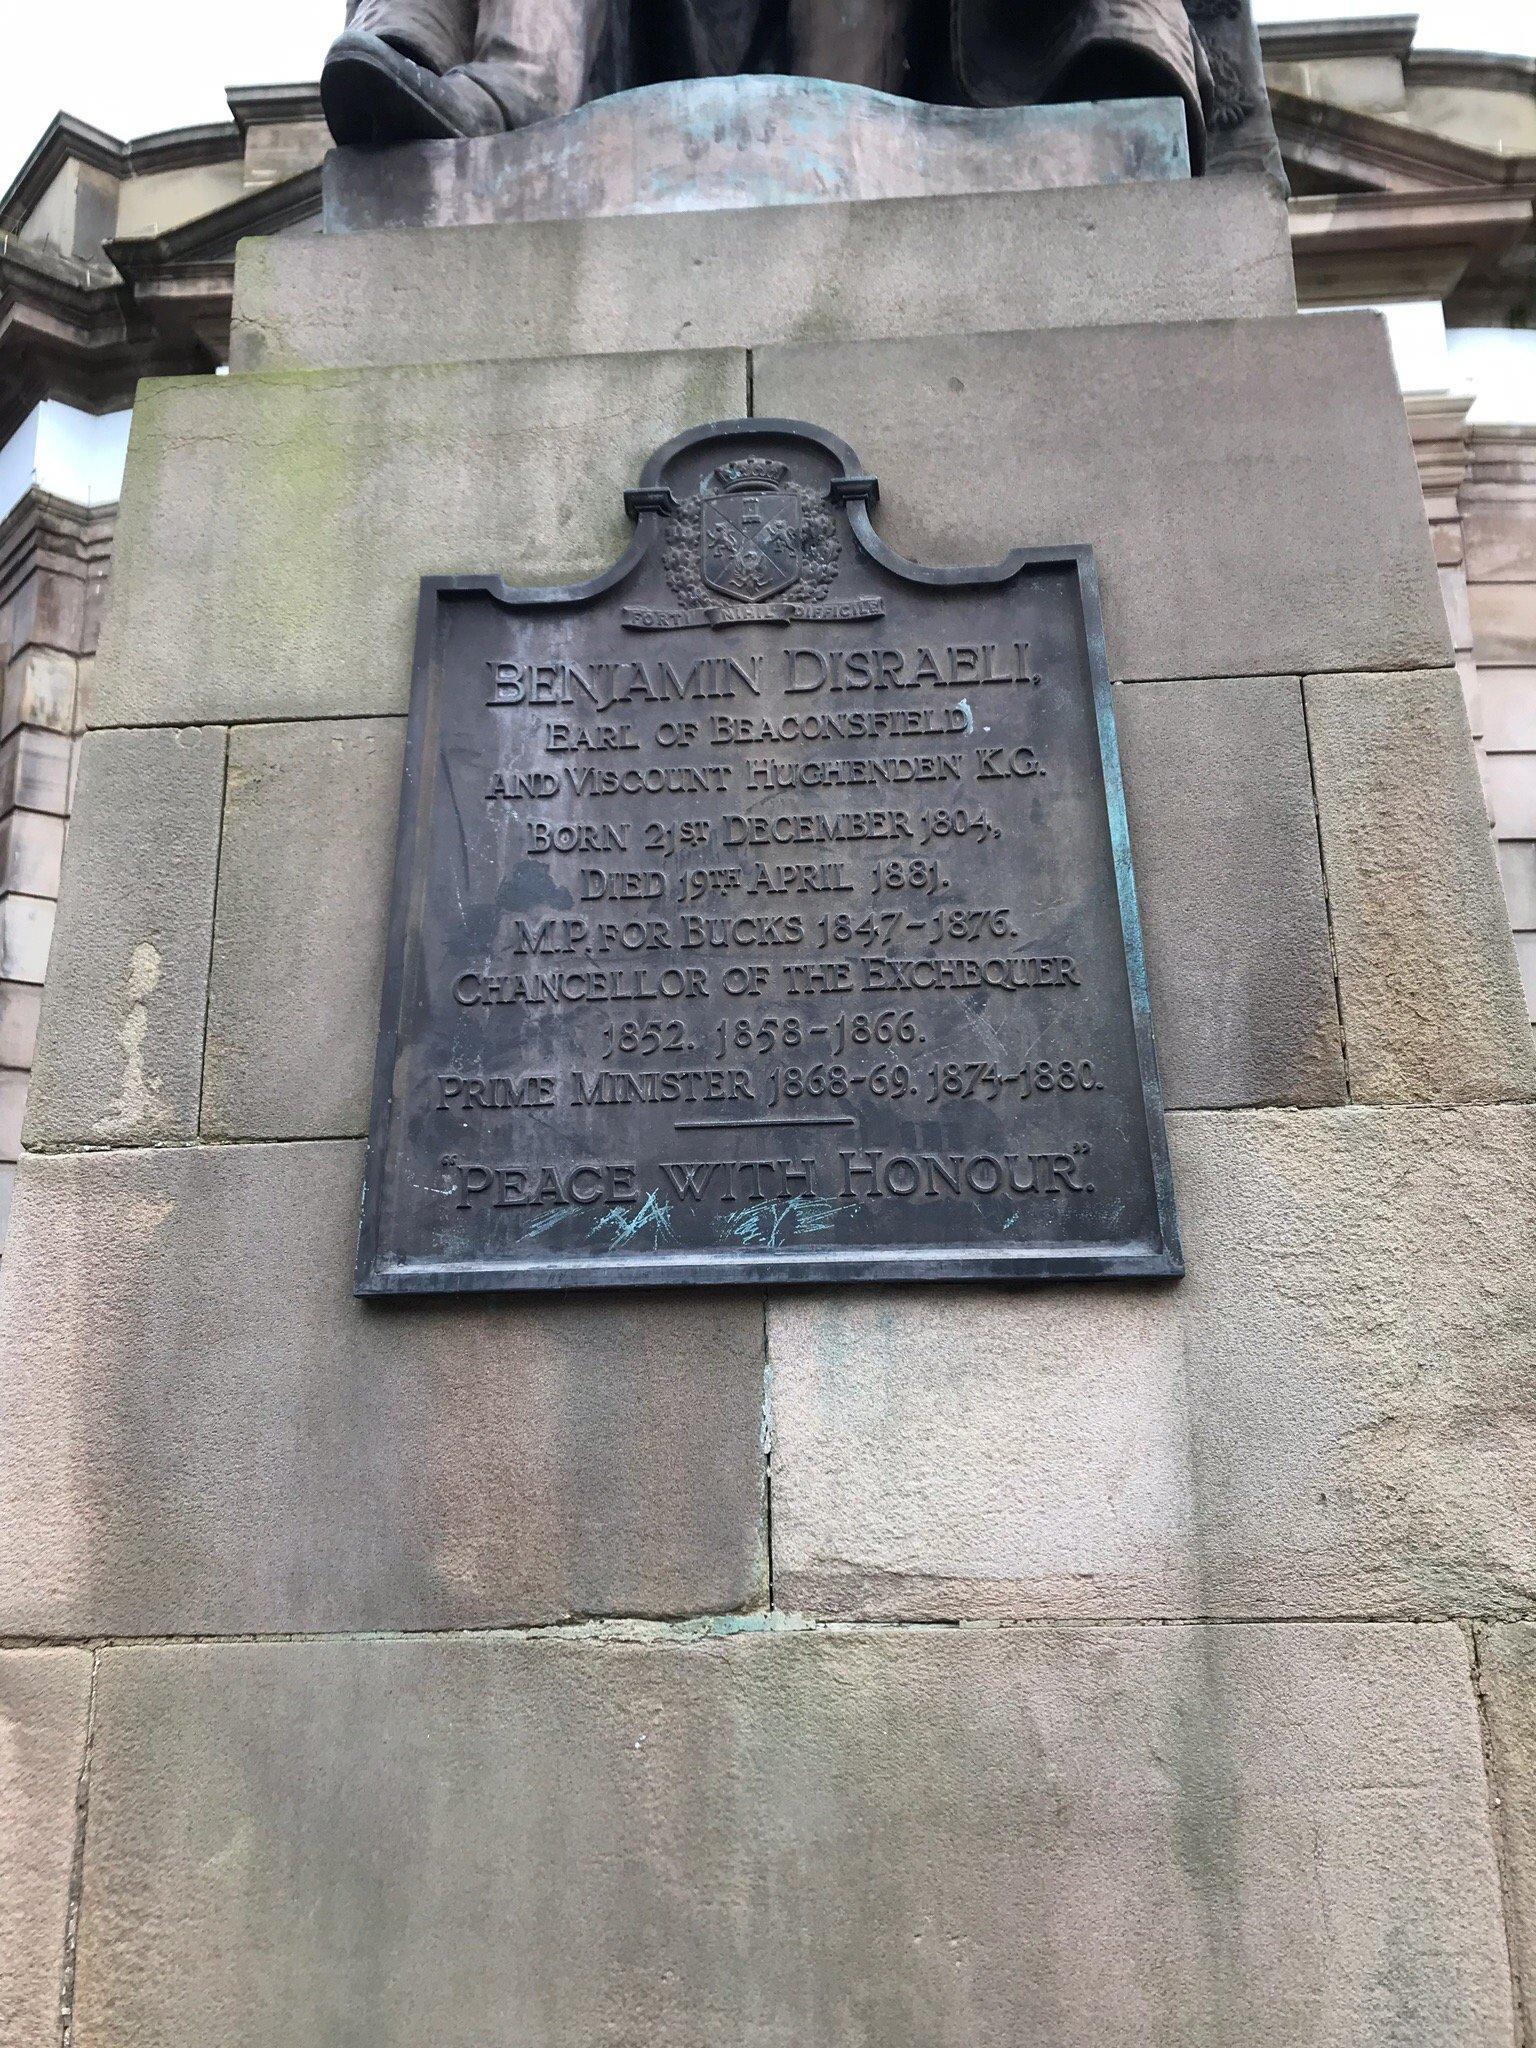 FORTI NIHIL DIFFICILE
BENJAMIN DISRAELI,
EARL OF BEACONSFIELD
AND VISCOUNT HUGHENDEN K.G.
BORN 21ST DECEMBER 1804,
DIED 19TH APRIL 1881.
M.P. FOR BUCKS 1847-1876.
CHANCELLOR OF THE EXCHEQUER
1852. 1858-1866.
PRIME MINISTER 1868-69. 1874-1880.
"PEACE WITH HONOUR."